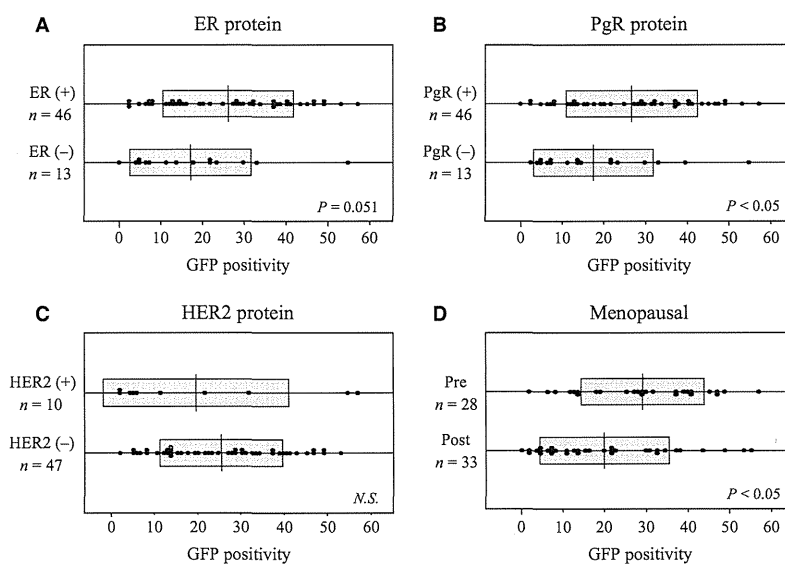 A
ER protein
ER (+)
n = 46
ER (–)
n = 13
P = 0.051
0 10 20 30 40 50 60
GFP positivity
B
PgR protein
PgR (+)
n = 46
PgR (–)
n = 13
P < 0.05
0 10 20 30 40 50 60
GFP positivity
C
HER2 protein
HER2 (+)
n = 10
HER2 (–)
n = 47
N.S.
0 10 20 30 40 50 60
GFP positivity
D
Menopausal
Pre
n = 28
Post
n = 33
P < 0.05
0 10 20 30 40 50 60
GFP positivity